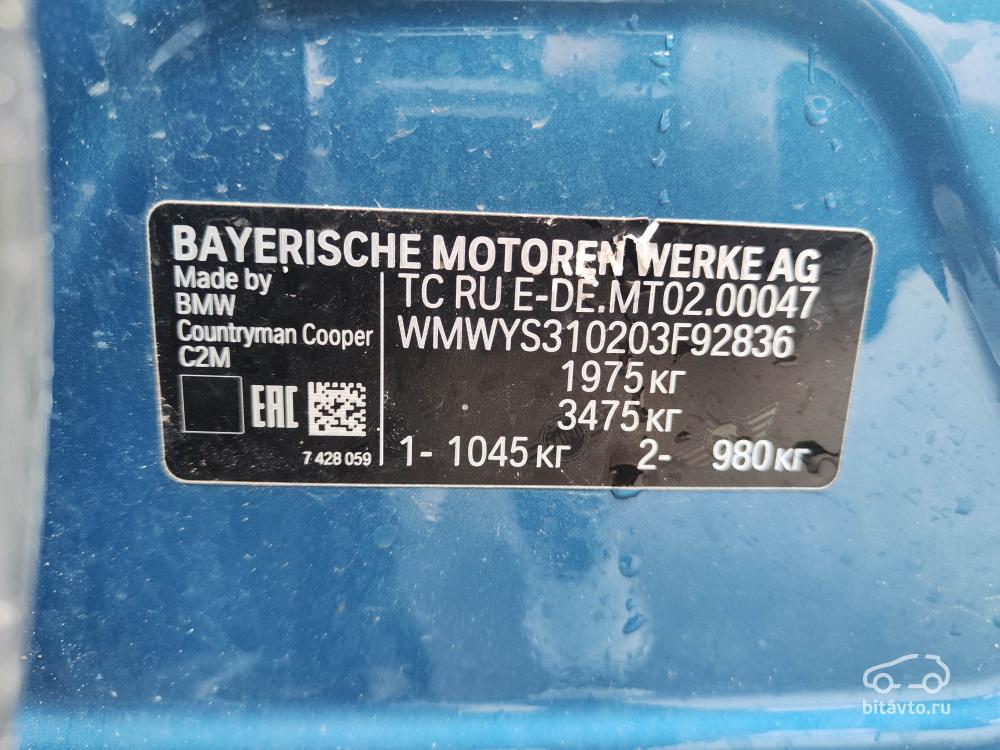 BAYERISCHE MOTOREN WERKE AG
Made by
BMW
Countryman Cooper
C2M
EAC
7 428 059
TC RU E-DE.MT02.00047
WMWYS310203F92836
1975 кг
3475 кг
1- 1045 кг 2- 980 кг
bitavto.ru